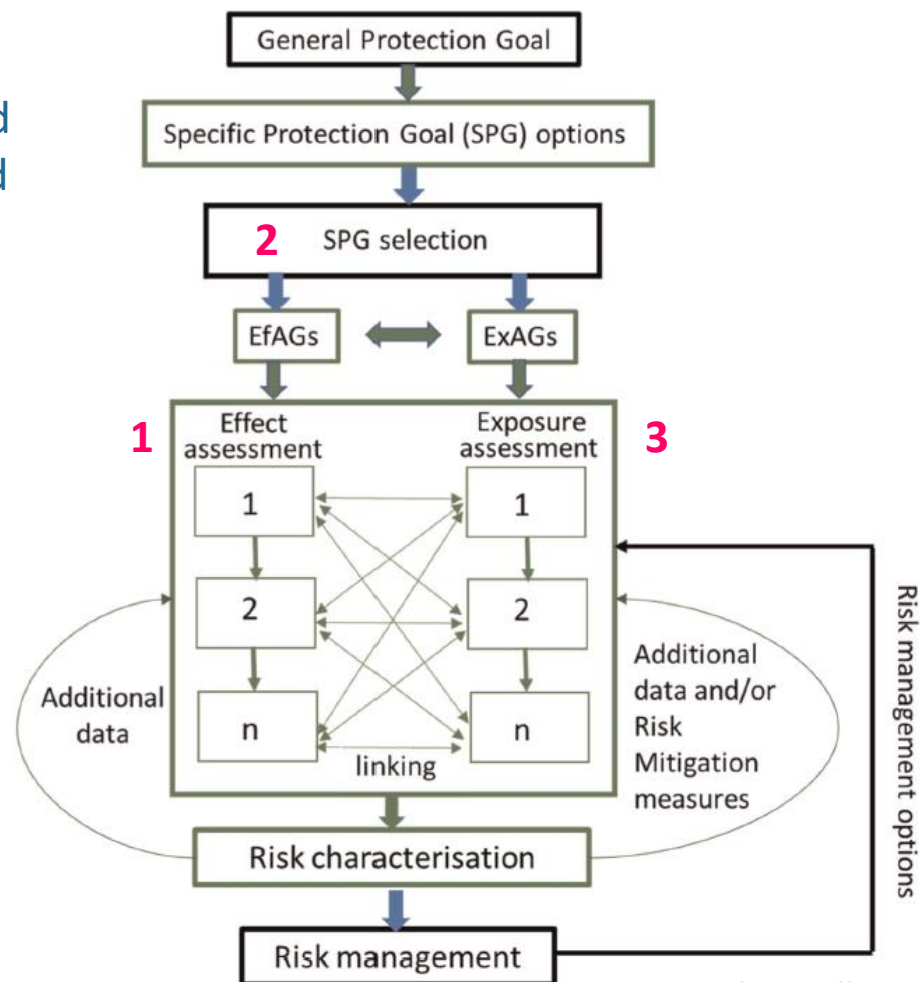 General Protection Goal
d
Specific Protection Goal (SPG) options
d
2 SPG selection
EfAGs
ExAGs
1
Effect
assessment
Exposure
assessment
3
1
1
2
2
n
n
linking
Additional
data
Additional
data and/or
Risk
Mitigation
measures
Risk management options
Risk characterisation
Risk management